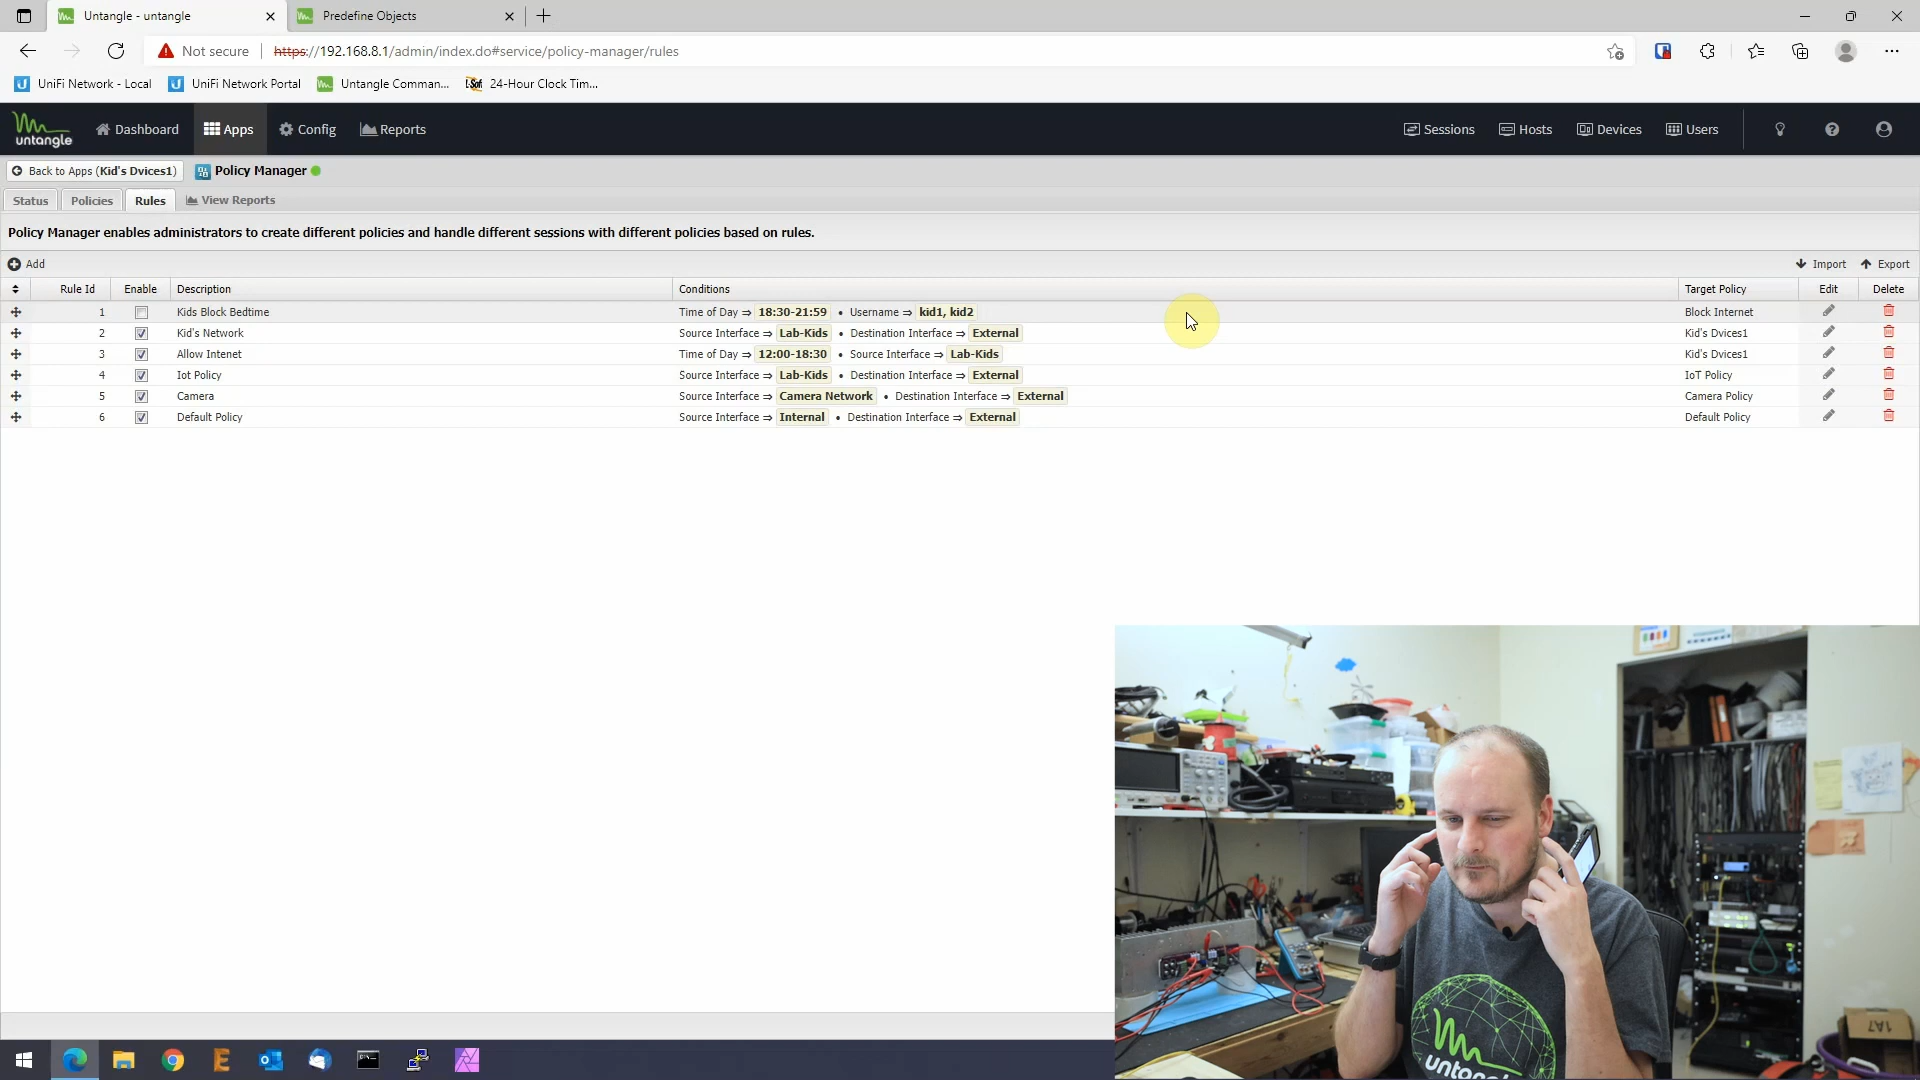 Untangle - untangle
Predefine Objects
Not secure
https://192.168.8.1/admin/index.do#service/policy-manager/rules
UniFi Network - Local
UniFi Network Portal
Untangle Comman...
24-Hour Clock Tim...
untangle
Dashboard
Apps
Config
Reports
Sessions
Hosts
Devices
Users
Back to Apps (Kid's Dvices1)
Policy Manager
Status
Policies
Rules
View Reports
Policy Manager enables administrators to create different policies and handle different sessions with different policies based on rules.
Add
Import
Export
Rule Id Enable Description Conditions Target Policy Edit Delete
1 Kids Block Bedtime Time of Day ⇒ 18:30-21:59 • Username ⇒ kid1, kid2 Block Internet
2 Kid's Network Source Interface ⇒ Lab-Kids • Destination Interface ⇒ External Kid's Dvices1
3 Allow Intenet Time of Day ⇒ 12:00-18:30 • Source Interface ⇒ Lab-Kids Kid's Dvices1
4 Iot Policy Source Interface ⇒ Lab-Kids • Destination Interface ⇒ External IoT Policy
5 Camera Source Interface ⇒ Camera Network • Destination Interface ⇒ External Camera Policy
6 Default Policy Source Interface ⇒ Internal • Destination Interface ⇒ External Default Policy